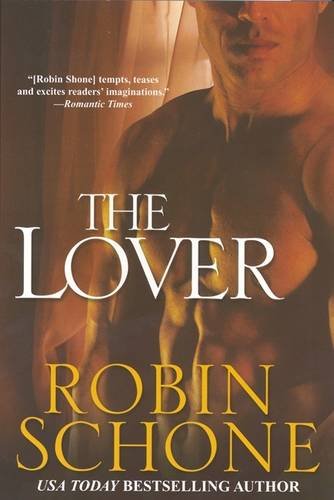 “[Robin Shone] tempts, teases
and excites readers’ imaginations.”
—Romantic Times
THE
LOVER
ROBIN
SCHONE
USA TODAY BESTSELLING AUTHOR